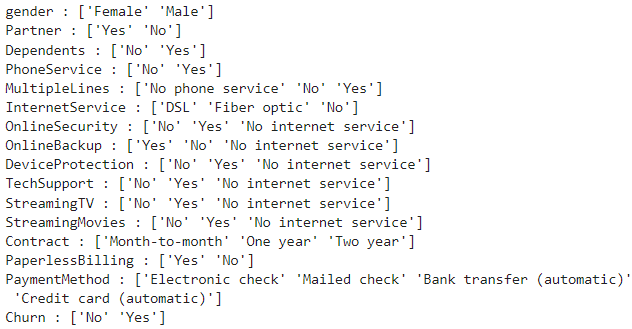 gender : ['Female' 'Male']
Partner : ['Yes' 'No']
Dependents : ['No' 'Yes']
PhoneService : ['No' 'Yes']
MultipleLines : ['No phone service' 'No' 'Yes']
InternetService : ['DSL' 'Fiber optic' 'No']
OnlineSecurity : ['No' 'Yes' 'No internet service']
OnlineBackup : ['Yes' 'No' 'No internet service']
DeviceProtection : ['No' 'Yes' 'No internet service']
TechSupport : ['No' 'Yes' 'No internet service']
StreamingTV : ['No' 'Yes' 'No internet service']
StreamingMovies : ['No' 'Yes' 'No internet service']
Contract : ['Month-to-month' 'One year' 'Two year']
PaperlessBilling : ['Yes' 'No']
PaymentMethod : ['Electronic check' 'Mailed check' 'Bank transfer (automatic)'
 'Credit card (automatic)']
Churn : ['No' 'Yes']